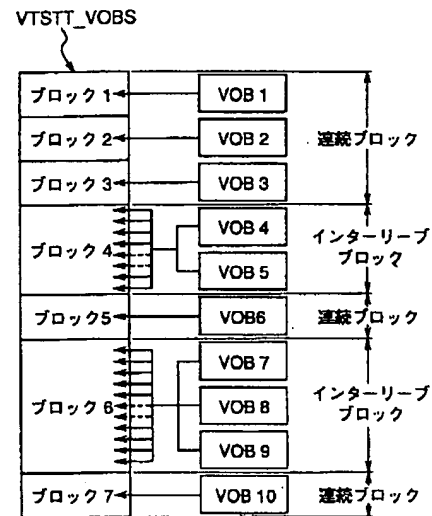 VTSTT_VOBS
ブロック 1
VOB 1
ブロック 2
VOB 2
連続ブロック
ブロック 3
VOB 3
ブロック 4
VOB 4
VOB 5
インターリーブ
ブロック
ブロック5
VOB6
連続ブロック
ブロック 6
VOB 7
VOB 8
VOB 9
インターリーブ
ブロック
ブロック 7
VOB 10
連続ブロック